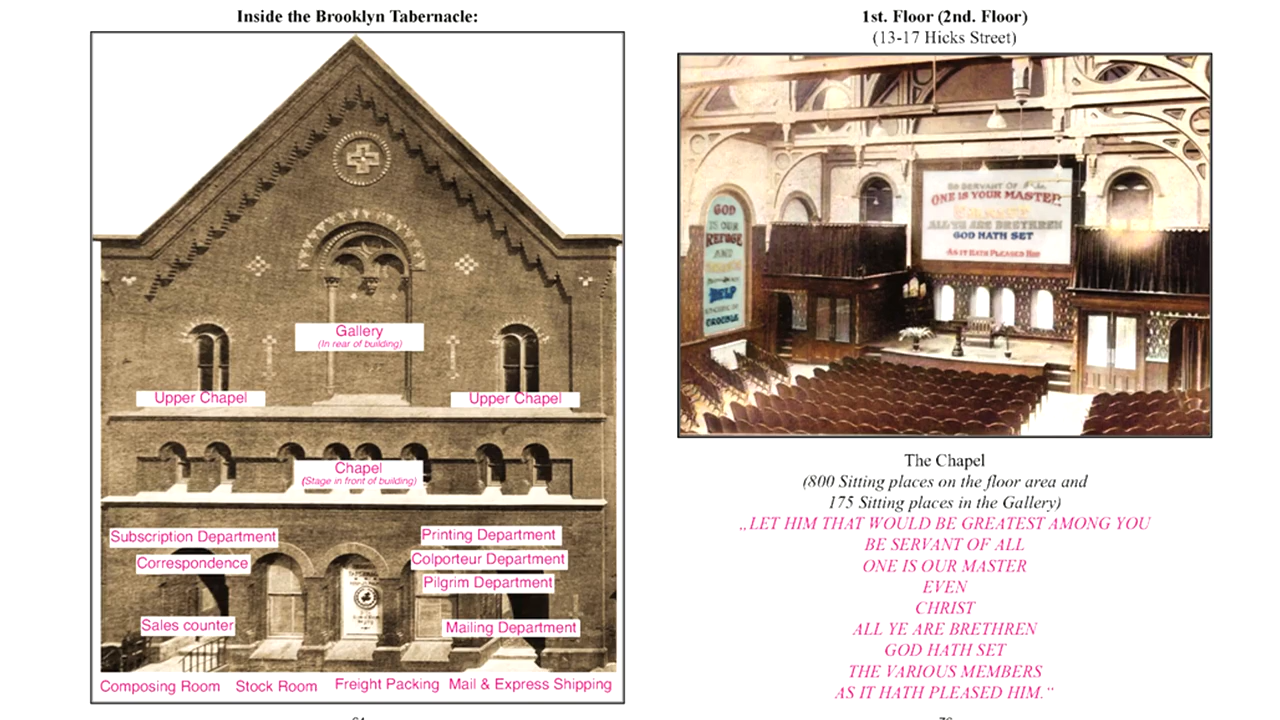 Inside the Brooklyn Tabernacle:
Gallery
(In rear of building)
Upper Chapel
Upper Chapel
Chapel
(Stage in front of building)
Subscription Department
Printing Department
Correspondence
Colporteur Department
Pilgrim Department
Sales counter
Mailing Department
Composing Room
Stock Room
Freight Packing
Mail & Express Shipping
1st. Floor (2nd. Floor)
(13-17 Hicks Street)
GOD
IS OUR
REFUGE
AND
HELP
TROUBLE
BE SERVANT OF ALL
ONE IS YOUR MASTER
ALL YE ARE BRETHREN
GOD HATH SET
AS IT HATH PLEASED HIM
The Chapel
(800 Sitting places on the floor area and
175 Sitting places in the Gallery)
„LET HIM THAT WOULD BE GREATEST AMONG YOU
BE SERVANT OF ALL
ONE IS OUR MASTER
EVEN
CHRIST
ALL YE ARE BRETHREN
GOD HATH SET
THE VARIOUS MEMBERS
AS IT HATH PLEASED HIM.“